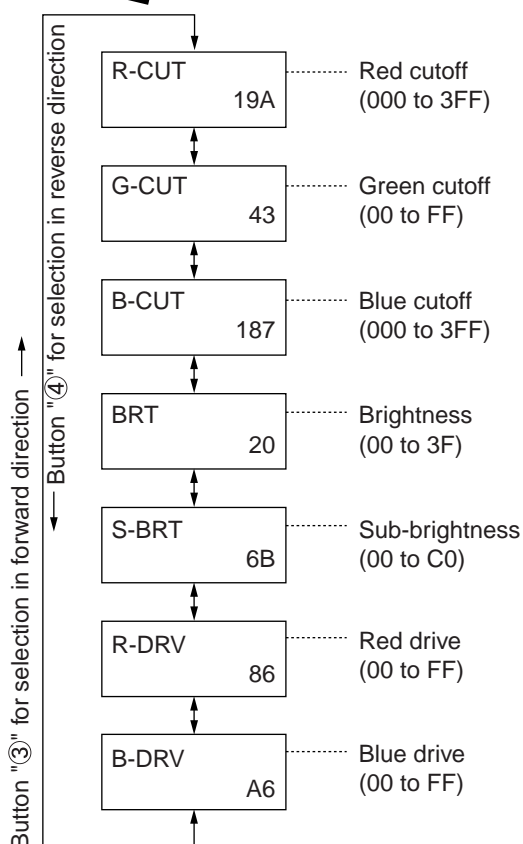 R-CUT
19A
Red cutoff
(000 to 3FF)
G-CUT
43
Green cutoff
(00 to FF)
B-CUT
187
Blue cutoff
(000 to 3FF)
BRT
20
Brightness
(00 to 3F)
S-BRT
6B
Sub-brightness
(00 to C0)
R-DRV
86
Red drive
(00 to FF)
B-DRV
A6
Blue drive
(00 to FF)
Button "④" for selection in reverse direction
Button "③" for selection in forward direction